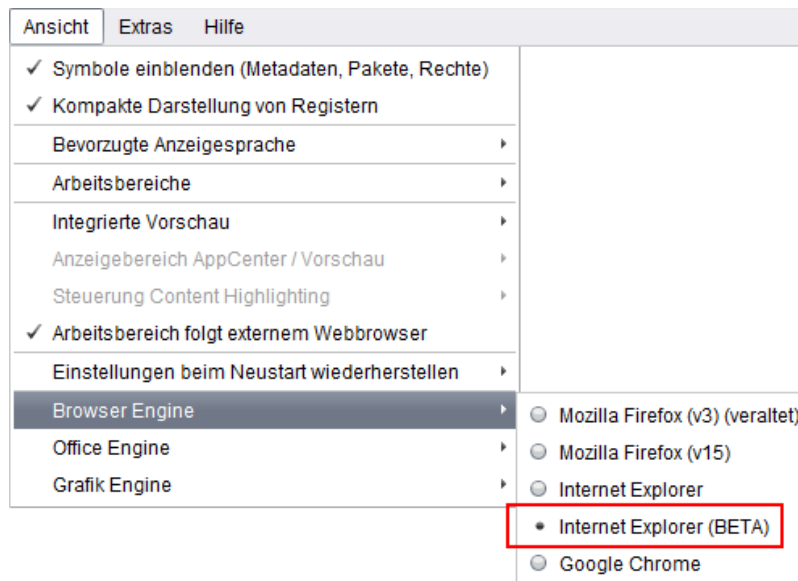 Ansicht Extras Hilfe
Symbole einblenden (Metadaten, Pakete, Rechte)
Kompakte Darstellung von Registern
Bevorzugte Anzeigesprache
Arbeitsbereiche
Integrierte Vorschau
Anzeigebereich AppCenter / Vorschau
Steuerung Content Highlighting
Arbeitsbereich folgt externem Webbrowser
Einstellungen beim Neustart wiederherstellen
Browser Engine
Office Engine
Grafik Engine
Mozilla Firefox (v3) (veraltet)
Mozilla Firefox (v15)
Internet Explorer
Internet Explorer (BETA)
Google Chrome